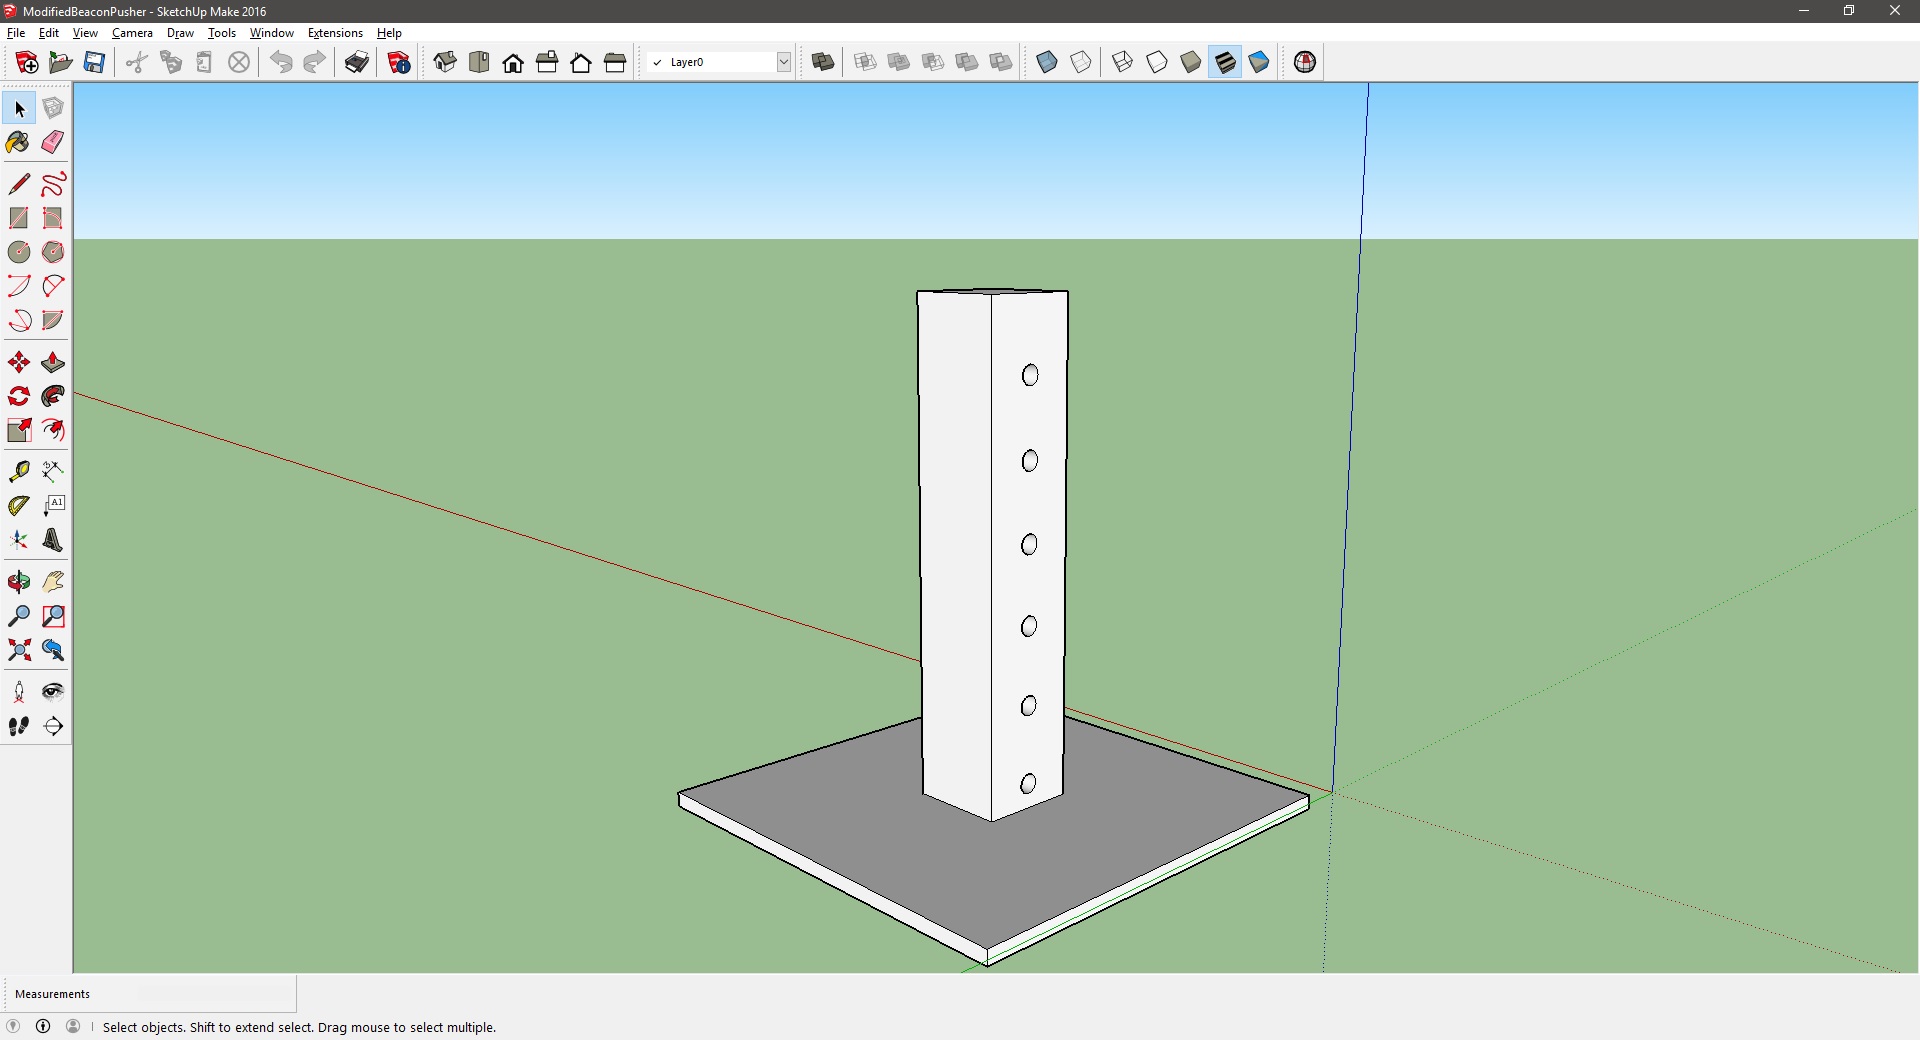 ModifiedBeaconPusher - SketchUp Make 2016
File Edit View Camera Draw Tools Window Extensions Help
Layer0
A1
Measurements
Select objects. Shift to extend select. Drag mouse to select multiple.